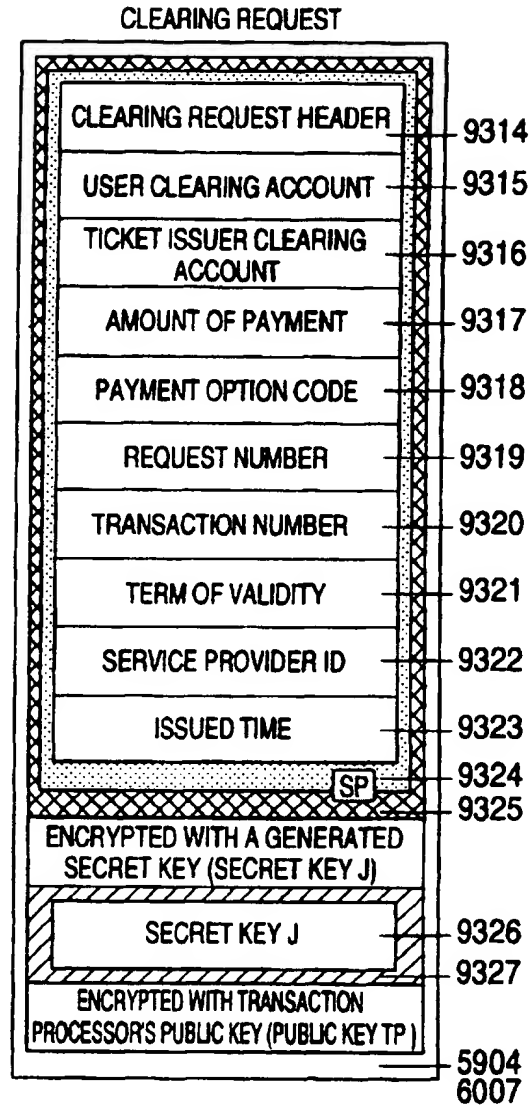 CLEARING REQUEST
CLEARING REQUEST HEADER
9314
USER CLEARING ACCOUNT
9315
TICKET ISSUER CLEARING
ACCOUNT
9316
AMOUNT OF PAYMENT
9317
PAYMENT OPTION CODE
9318
REQUEST NUMBER
9319
TRANSACTION NUMBER
9320
TERM OF VALIDITY
9321
SERVICE PROVIDER ID
9322
ISSUED TIME
9323
SP
9324
9325
ENCRYPTED WITH A GENERATED
SECRET KEY (SECRET KEY J)
SECRET KEY J
9326
9327
ENCRYPTED WITH TRANSACTION
PROCESSOR'S PUBLIC KEY (PUBLIC KEY TP)
5904
6007